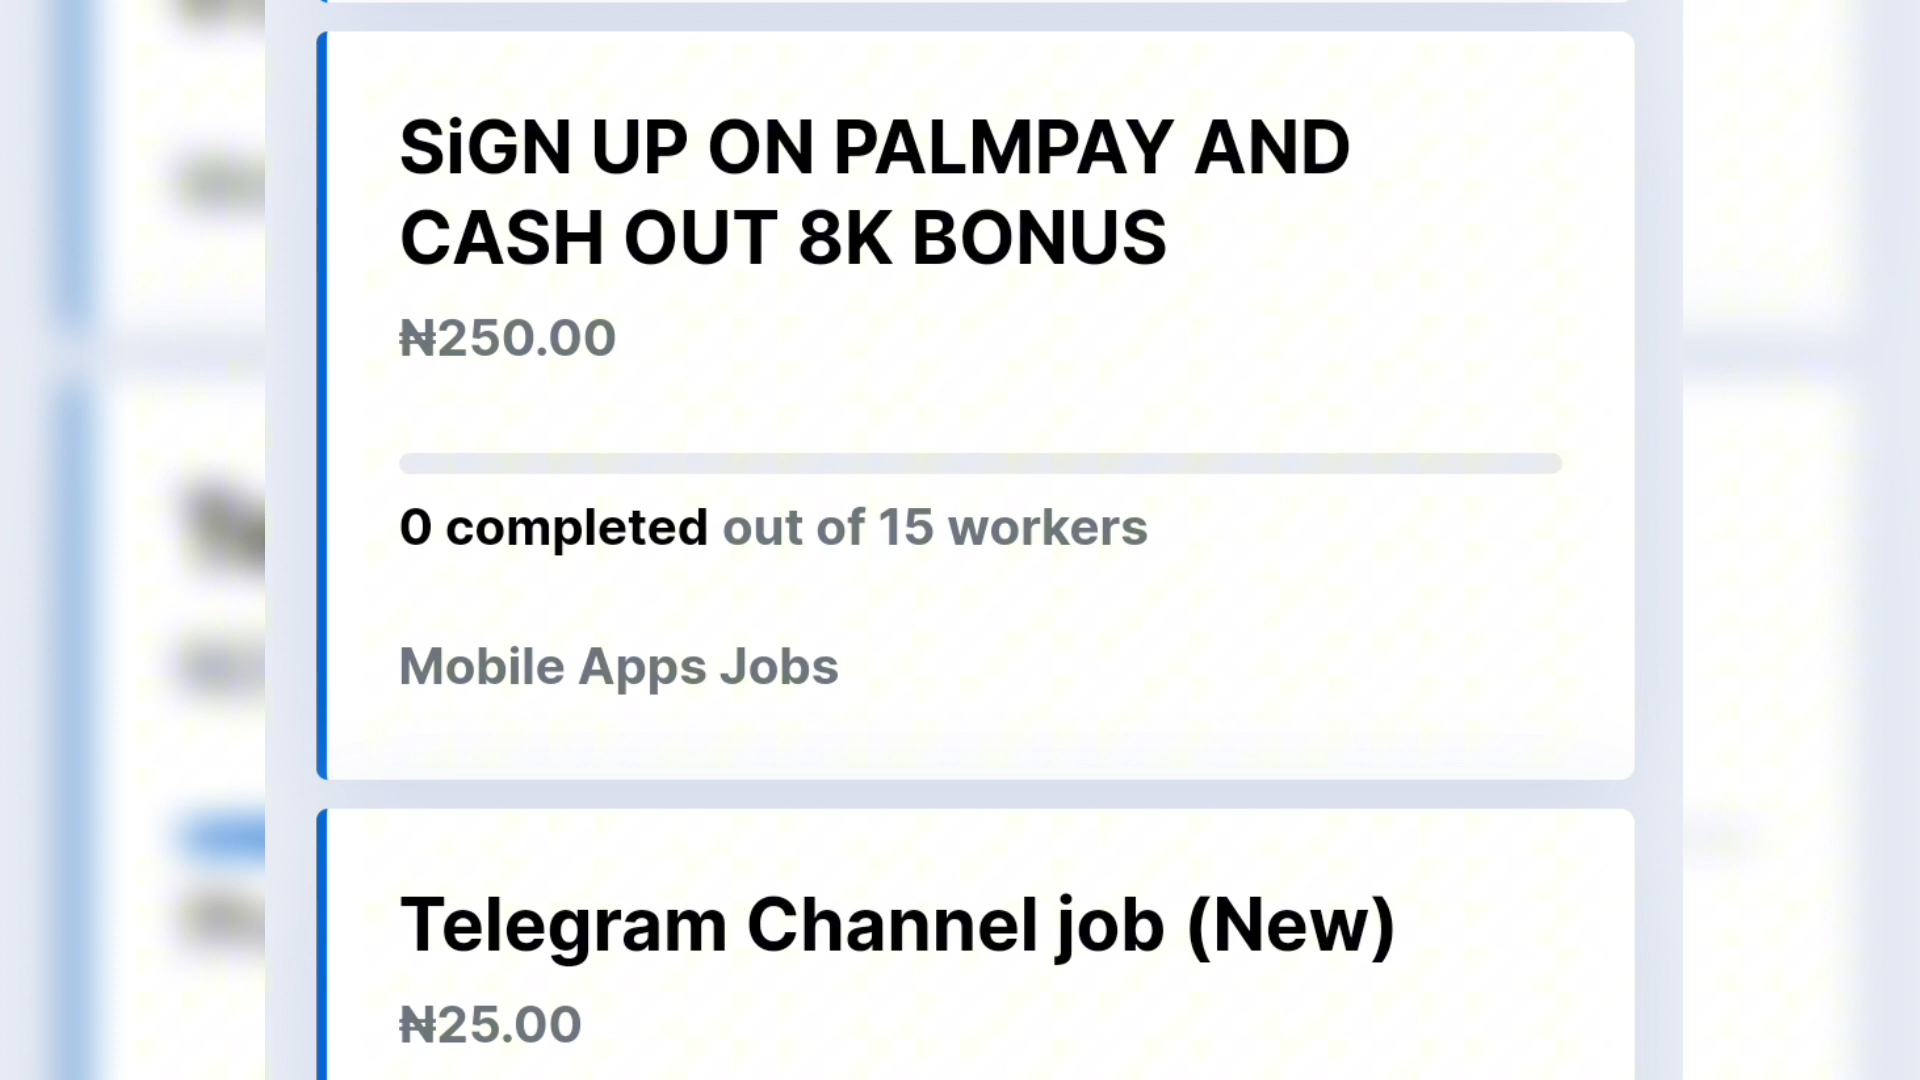 SiGN UP ON PALMPAY AND
CASH OUT 8K BONUS
₦250.00
0 completed out of 15 workers
Mobile Apps Jobs
Telegram Channel job (New)
₦25.00